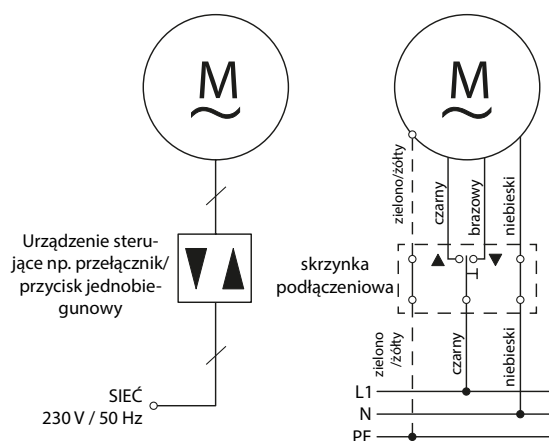 M
Urządzenie steru-
jące np. przełącznik/
przycisk jednobie-
gunowy
SIEĆ
230 V / 50 Hz
M
zielono/żółty
czarny
brazowy
niebieski
skrzynka
podłączeniowa
zielono
/żółty
czarny
niebieski
L1
N
PE